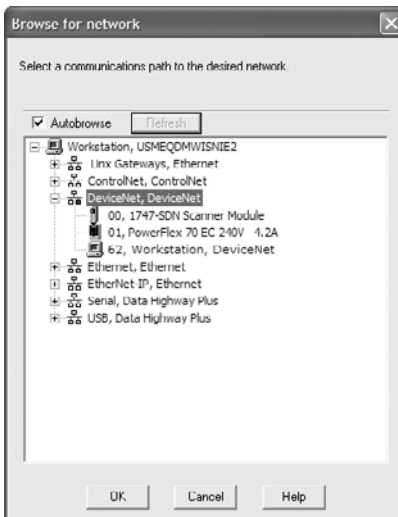 Browse for network
Select a communications path to the desired network.
Autobrowse
Refresh
Workstation, USMEQDMWISNIE2
Linx Gateways, Ethernet
ControlNet, ControlNet
DeviceNet, DeviceNet
00, 1747-SDN Scanner Module
01, PowerFlex 70 EC 240V 4.2A
62, Workstation, DeviceNet
Ethernet, Ethernet
EtherNet IP, Ethernet
Serial, Data Highway Plus
USB, Data Highway Plus
OK
Cancel
Help